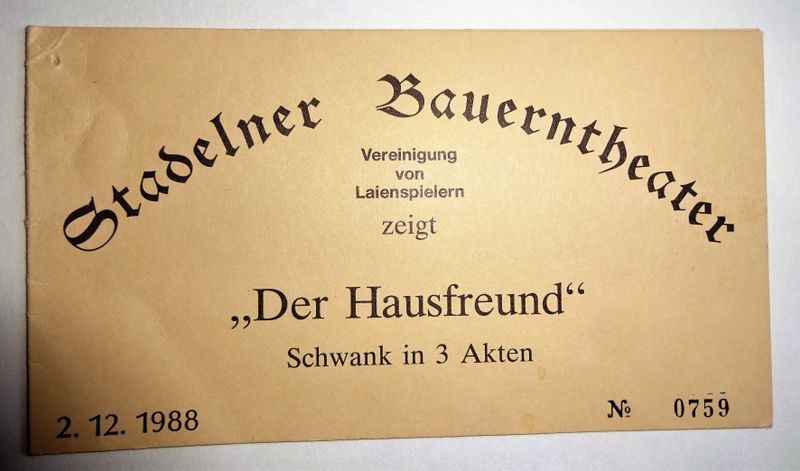 Stadelner Bauerntheater
Vereinigung
von
Laienspielern
zeigt
„Der Hausfreund“
Schwank in 3 Akten
2. 12. 1988
№ 0759